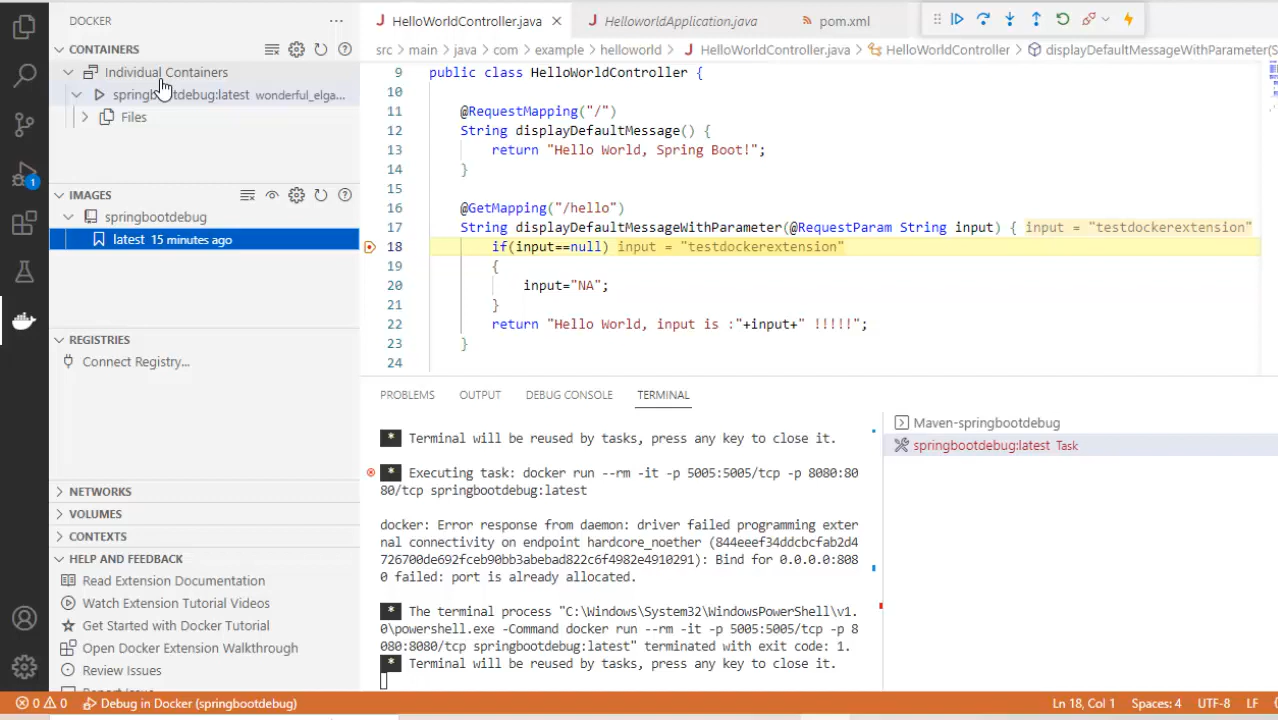 DOCKER
CONTAINERS
Individual Containers
springbootdebug:latest wonderful_elga...
Files
IMAGES
springbootdebug
latest 15 minutes ago
REGISTRIES
Connect Registry...
NETWORKS
VOLUMES
CONTEXTS
HELP AND FEEDBACK
Read Extension Documentation
Watch Extension Tutorial Videos
Get Started with Docker Tutorial
Open Docker Extension Walkthrough
Review Issues
1
HelloWorldController.java
HelloworldApplication.java
pom.xml
src > main > java > com > example > helloworld > HelloWorldController.java > HelloWorldController > displayDefaultMessageWithParameter(S
9 public class HelloWorldController {
10
11 @RequestMapping("/")
12 String displayDefaultMessage() {
13 return "Hello World, Spring Boot!";
14 }
15
16 @GetMapping("/hello")
17 String displayDefaultMessageWithParameter(@RequestParam String input) { input = "testdockerextension"
18 if(input==null) input = "testdockerextension"
19 {
20 input="NA";
21 }
22 return "Hello World, input is :"+input+" !!!!!";
23 }
24
PROBLEMS OUTPUT DEBUG CONSOLE TERMINAL
* Terminal will be reused by tasks, press any key to close it.
* Executing task: docker run --rm -it -p 5005:5005/tcp -p 8080:80
80/tcp springbootdebug:latest
docker: Error response from daemon: driver failed programming exter
nal connectivity on endpoint hardcore_noether (844eeef34ddcbcfab2d4
726700de692fceb90bb3abebad822c6f4982e4910291): Bind for 0.0.0.0:808
0 failed: port is already allocated.
* The terminal process "C:\Windows\System32\WindowsPowerShell\v1.
0\powershell.exe -Command docker run --rm -it -p 5005:5005/tcp -p 8
080:8080/tcp springbootdebug:latest" terminated with exit code: 1.
* Terminal will be reused by tasks, press any key to close it.
Maven-springbootdebug
springbootdebug:latest Task
0 0 Debug in Docker (springbootdebug)
Ln 18, Col 1 Spaces: 4 UTF-8 LF